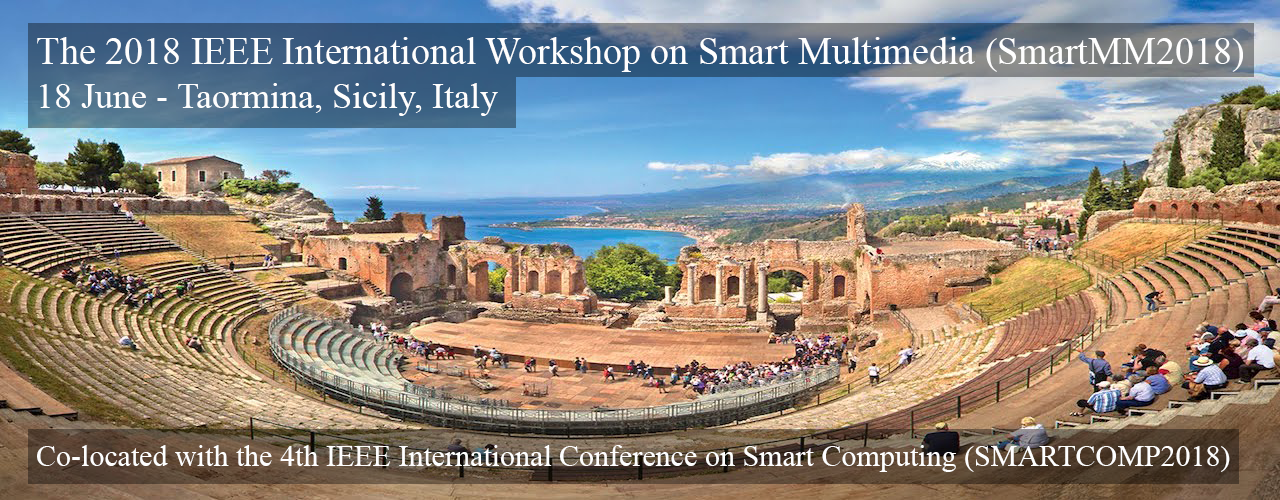 The 2018 IEEE International Workshop on Smart Multimedia (SmartMM2018)
18 June - Taormina, Sicily, Italy
Co-located with the 4th IEEE International Conference on Smart Computing (SMARTCOMP2018)